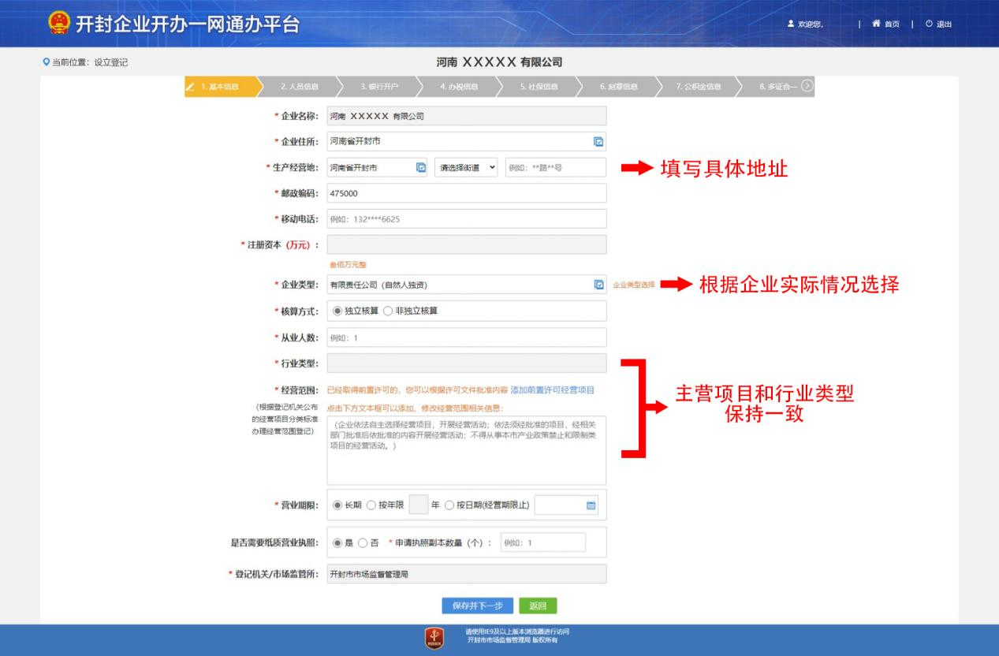 开封企业开办一网通办平台
欢迎您, | 首页 | 退出
当前位置：设立登记
河南 XXXXX 有限公司
1. 基本信息 2. 人员信息 3. 银行开户 4. 办税信息 5. 社保信息 6. 刻章信息 7. 公积金信息 8. 多证合一
* 企业名称： 河南 XXXXX 有限公司
* 企业住所： 河南省开封市
* 生产经营地： 河南省开封市 请选择街道 例如：**路**号
填写具体地址
* 邮政编码： 475000
* 移动电话： 例如：132****6625
* 注册资本（万元）：
叁佰万元整
* 企业类型： 有限责任公司（自然人独资） 企业类型选择
根据企业实际情况选择
* 核算方式： 独立核算 非独立核算
* 从业人数： 例如：1
* 行业类型：
* 经营范围： 已经取得前置许可的，您可以根据许可文件批准内容 添加前置许可经营项目
（根据登记机关公布
的经营项目分类标准
办理经营范围登记）
点击下方文本框可以添加、修改经营范围相关信息：
（企业依法自主选择经营项目，开展经营活动；依法须经批准的项目，经相关
部门批准后依批准的内容开展经营活动；不得从事本市产业政策禁止和限制类
项目的经营活动。）
主营项目和行业类型
保持一致
* 营业期限： 长期 按年限 年 按日期(经营期限止)
是否需要纸质营业执照： 是 否 * 申请执照副本数量（个）： 例如：1
* 登记机关/市场监管所： 开封市市场监督管理局
保存并下一步 返回
请使用IE9及以上版本浏览器进行访问
开封市市场监督管理局 版权所有